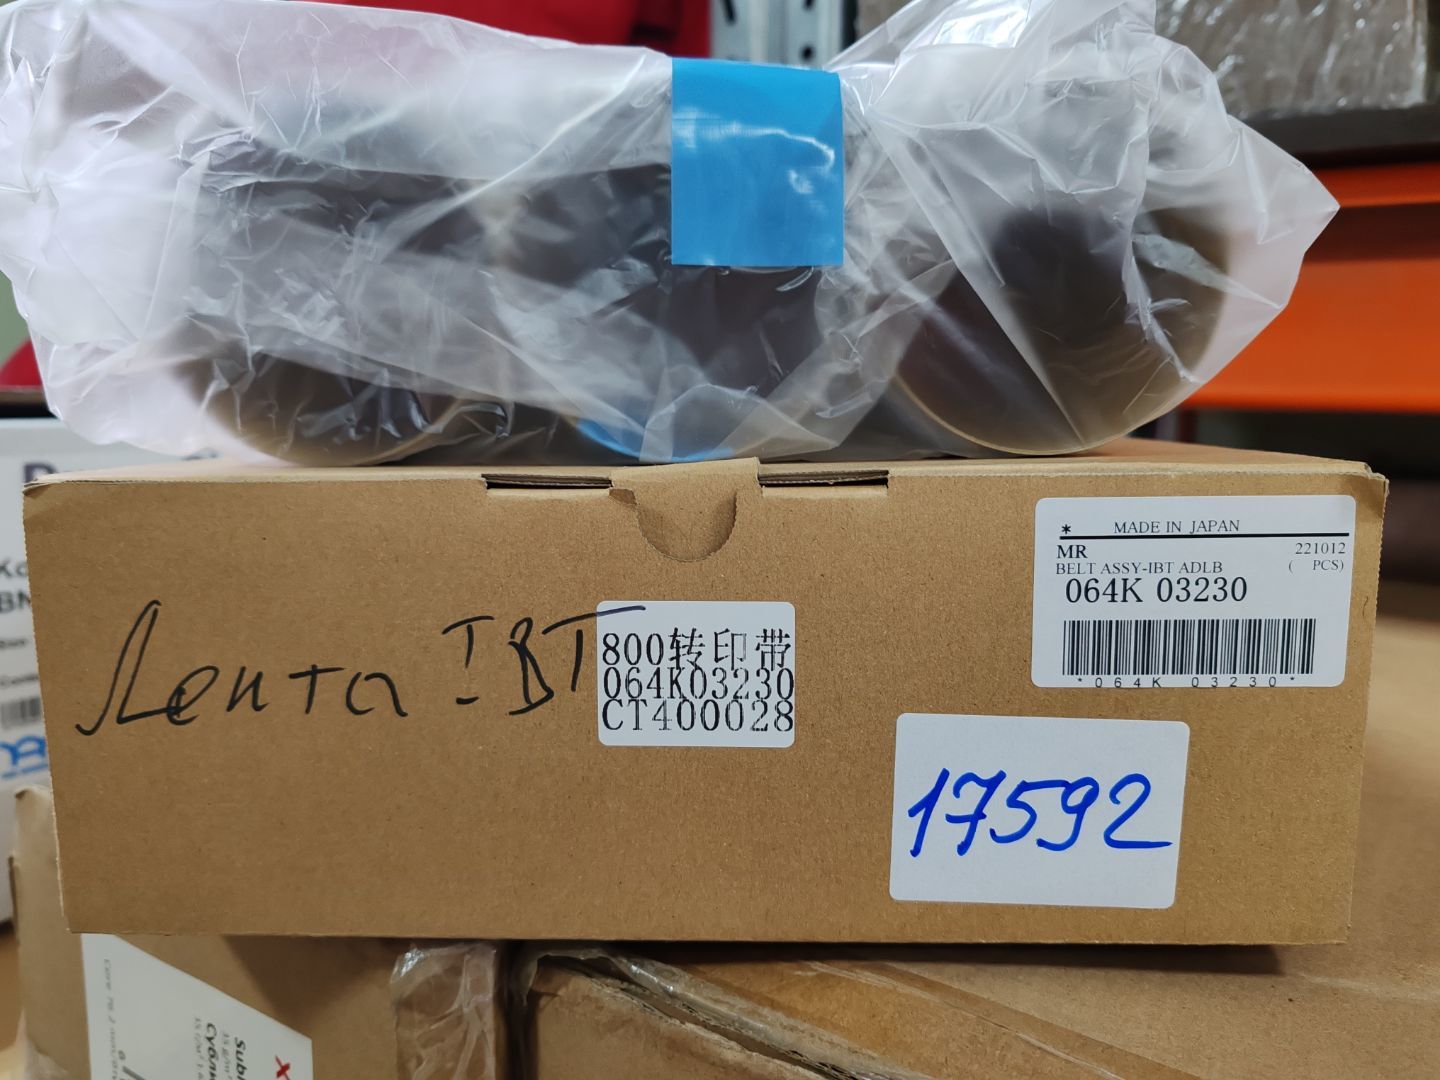 * MADE IN JAPAN
MR 221012
BELT ASSY-IBT ADLB ( PCS)
064K 03230
*064K 03230*
Лента IBT
800转印带
064K03230
CT400028
17592